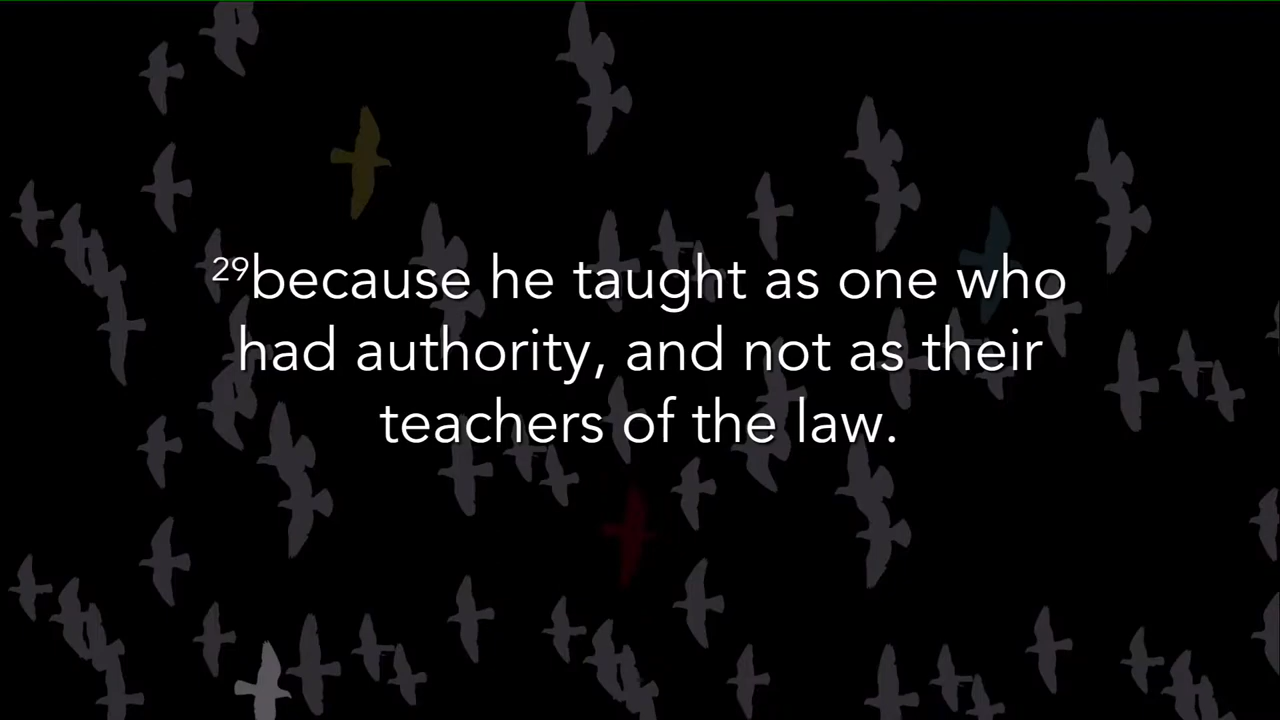 ²⁹because he taught as one who
had authority, and not as their
teachers of the law.